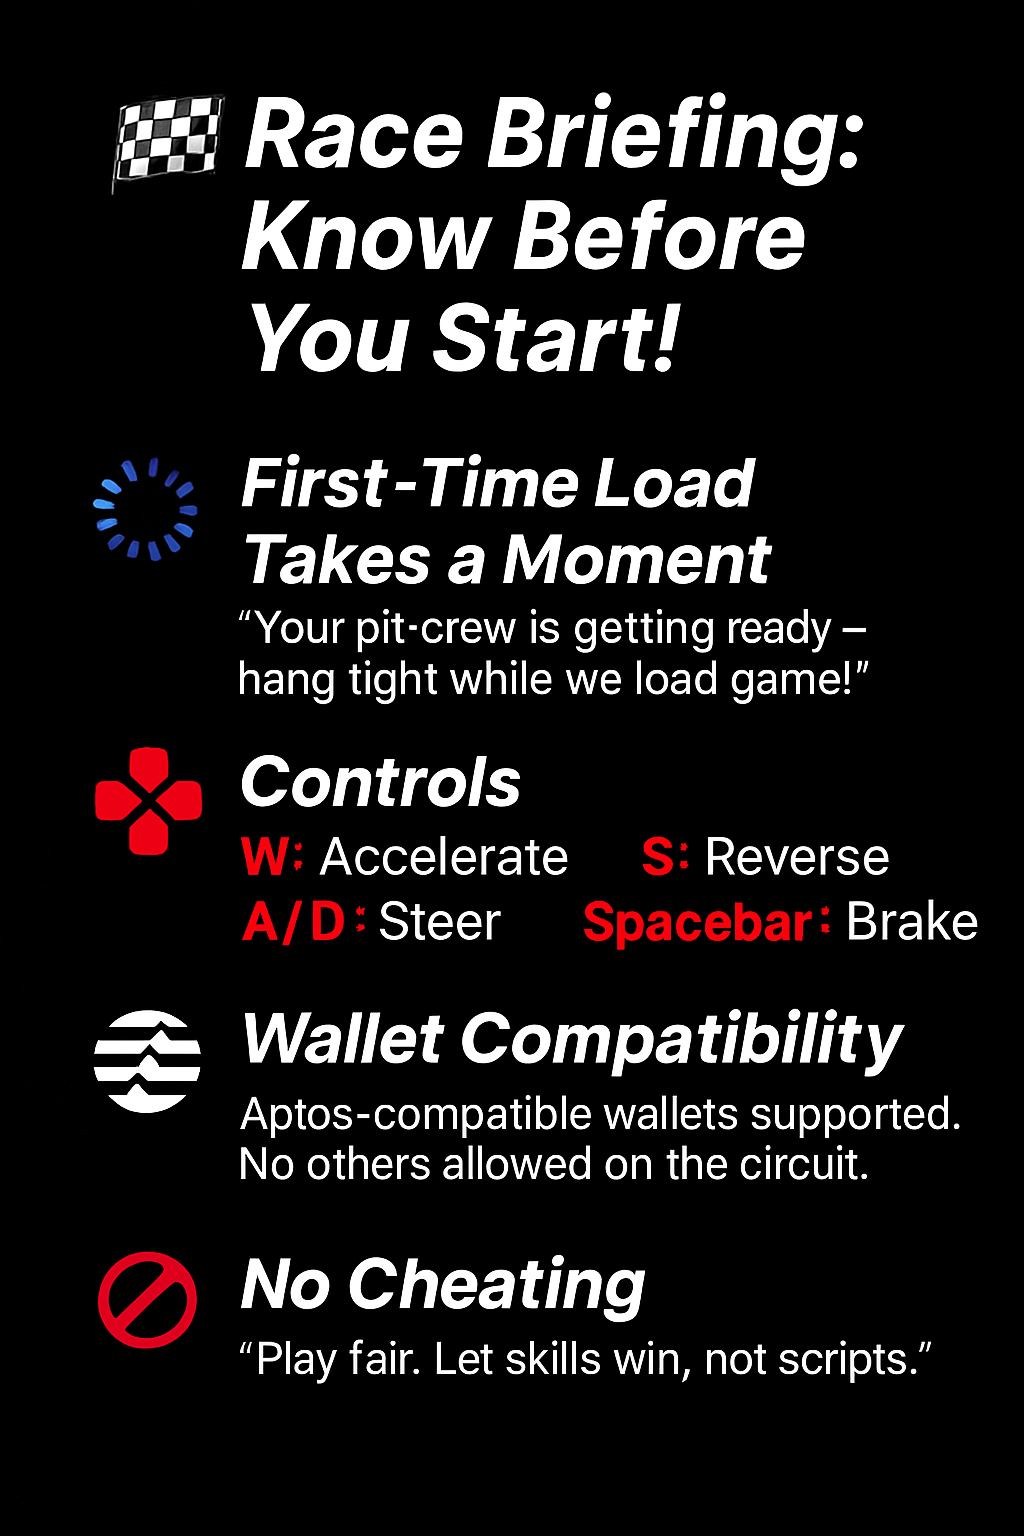 Race Briefing:
Know Before
You Start!
First-Time Load
Takes a Moment
“Your pit-crew is getting ready –
hang tight while we load game!”
Controls
W: Accelerate S: Reverse
A/D: Steer Spacebar: Brake
Wallet Compatibility
Aptos-compatible wallets supported.
No others allowed on the circuit.
No Cheating
“Play fair. Let skills win, not scripts.”